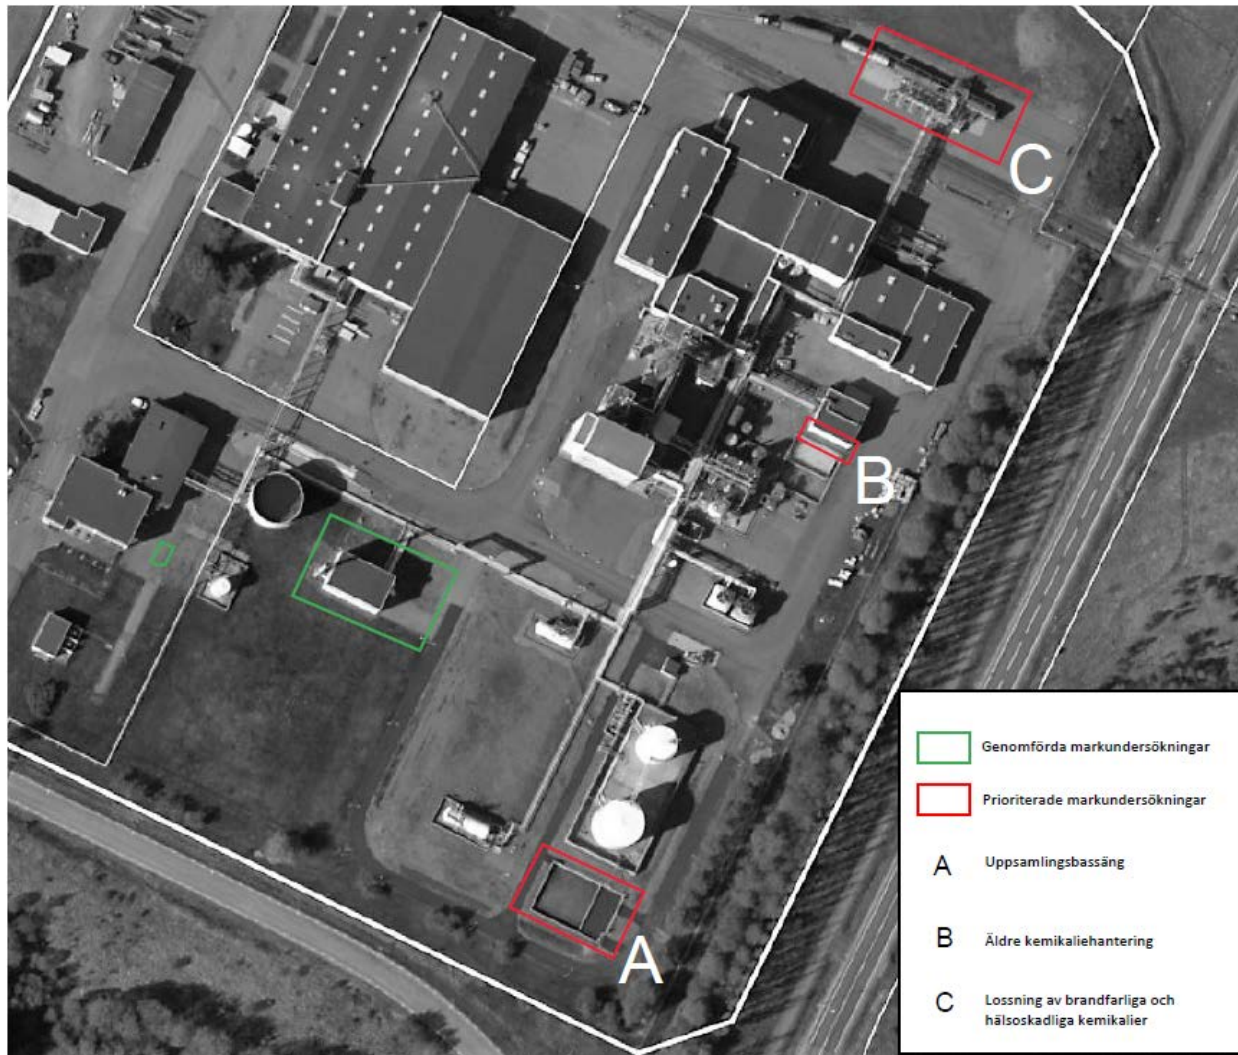 C
B
A
Genomförda markundersökningar
Prioriterade markundersökningar
A Uppsamlingsbassäng
B Äldre kemikaliehantering
C Lossning av brandfarliga och
hälsoskadliga kemikalier